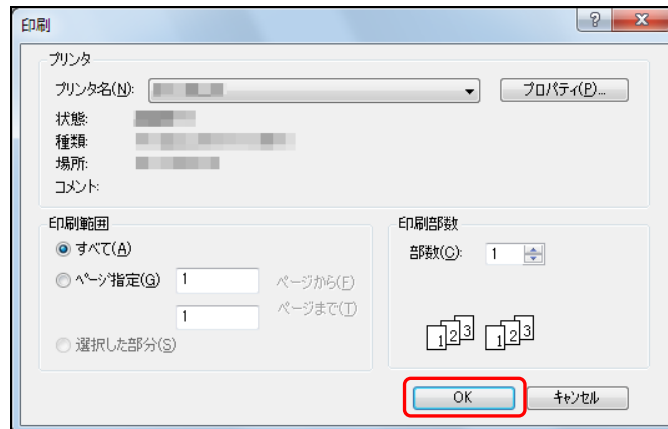 印刷
プリンタ
プリンタ名(N):
プロパティ(P)...
状態:
種類:
場所:
コメント:
印刷範囲
すべて(A)
ページ指定(G) 1 ページから(F)
1 ページまで(T)
選択した部分(S)
印刷部数
部数(C): 1
1 2 3 1 2 3
OK キャンセル